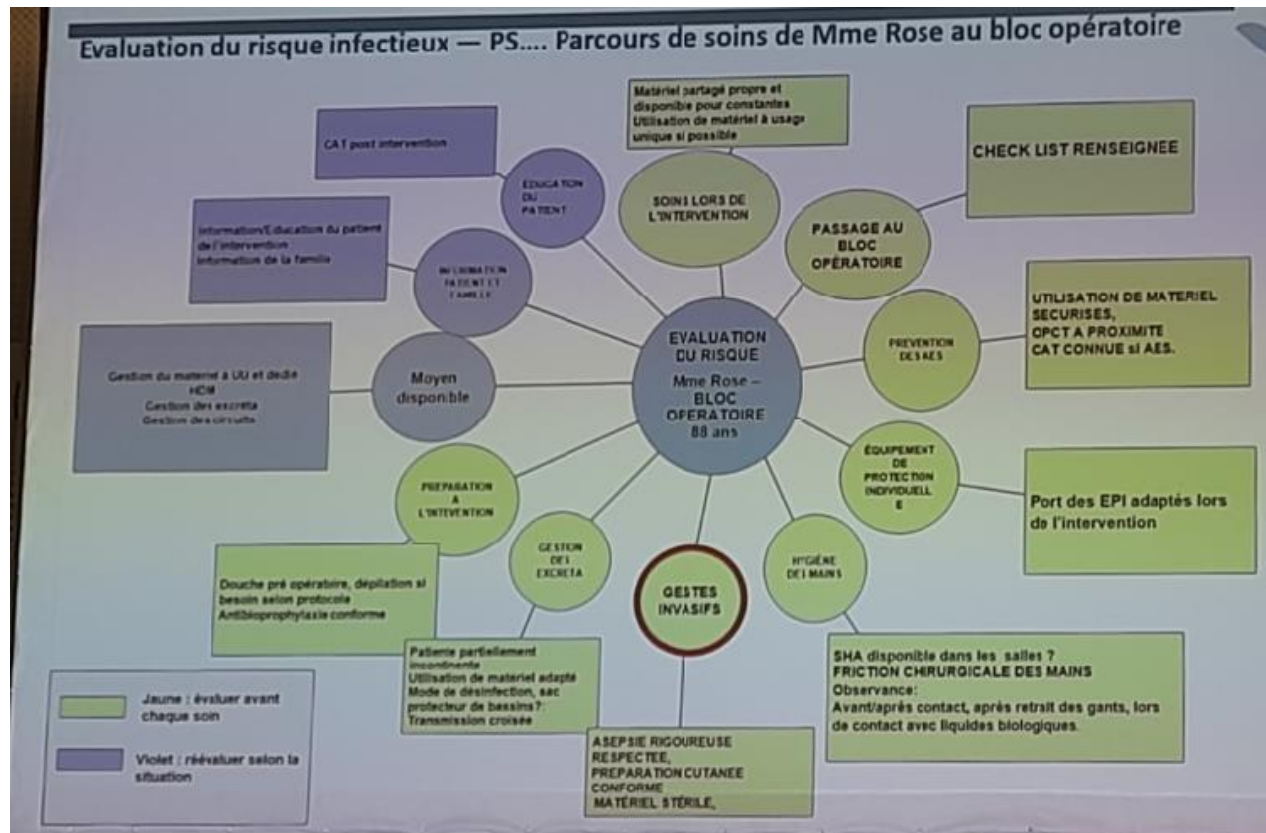 Evaluation du risque infectieux — PS.... Parcours de soins de Mme Rose au bloc opératoire
Matériel partagé propre et
disponible pour constantes
Utilisation de matériel à usage
unique si possible
CAT post intervention
EDUCATION
DU
PATIENT
SOINS LORS DE
L'INTERVENTION
PASSAGE AU
BLOC
OPÉRATOIRE
CHECK LIST RENSEIGNEE
Information/Education du patient
de l'intervention
Information de la famille
INFORMATION
PATIENT ET
FAMILLE
EVALUATION
DU RISQUE
Mme Rose –
BLOC
OPERATOIRE
88 ans
PREVENTION
DES AES
UTILISATION DE MATERIEL
SECURISES,
OPCT A PROXIMITE
CAT CONNUE si AES.
Gestion du materiel à UU et dédié
HDM
Gestion des excreta
Gestion des circuits
Moyen
disponible
ÉQUIPEMENT
DE
PROTECTION
INDIVIDUELL
E
Port des EPI adaptés lors
de l'intervention
PREPARATION
A
L'INTEVENTION
Douche pré opératoire, dépilation si
besoin selon protocole
Antibioprophylaxie conforme
GESTION
DES
EXCRETA
Patiente partiellement
incontinente
Utilisation de matériel adapté
Mode de désinfection, sac
protecteur de bassins?:
Transmission croisée
GESTES
INVASIFS
ASEPSIE RIGOUREUSE
RESPECTEE,
PREPARATION CUTANEE
CONFORME
MATÉRIEL STÉRILE,
HYGIÈNE
DES MAINS
SHA disponible dans les salles ?
FRICTION CHIRURGICALE DES MAINS
Observance:
Avant/après contact, après retrait des gants, lors
de contact avec liquides biologiques.
Jaune : évaluer avant
chaque soin
Violet : réévaluer selon la
situation